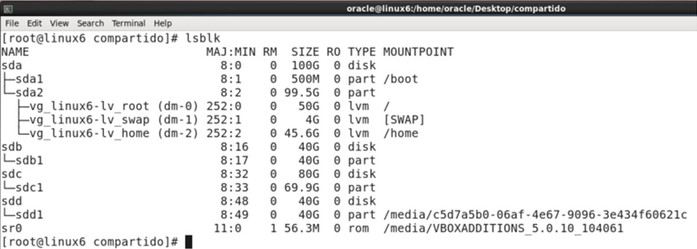 oracle@linux6:/home/oracle/Desktop/compartido
File Edit View Search Terminal Help
[root@linux6 compartido]# lsblk
NAME                        MAJ:MIN RM  SIZE RO TYPE MOUNTPOINT
sda                           8:0    0  100G  0 disk
├─sda1                        8:1    0  500M  0 part /boot
└─sda2                        8:2    0 99.5G  0 part
  ├─vg_linux6-lv_root (dm-0) 252:0    0   50G  0 lvm  /
  ├─vg_linux6-lv_swap (dm-1) 252:1    0    4G  0 lvm  [SWAP]
  └─vg_linux6-lv_home (dm-2) 252:2    0 45.6G  0 lvm  /home
sdb                           8:16   0   40G  0 disk
└─sdb1                        8:17   0   40G  0 part
sdc                           8:32   0   80G  0 disk
└─sdc1                        8:33   0 69.9G  0 part
sdd                           8:48   0   40G  0 disk
└─sdd1                        8:49   0   40G  0 part /media/c5d7a5b0-06af-4e67-9096-3e434f60621c
sr0                          11:0    1 56.3M  0 rom  /media/VBOXADDITIONS_5.0.10_104061
[root@linux6 compartido]#